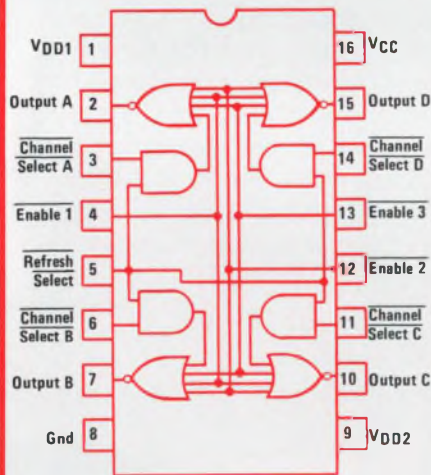 VDD1
1
16
VCC
Output A
2
15
Output D
Channel
Select A
3
14
Channel
Select D
Enable 1
4
13
Enable 3
Refresh
Select
5
12
Enable 2
Channel
Select B
6
11
Channel
Select C
Output B
7
10
Output C
Gnd
8
9
VDD2